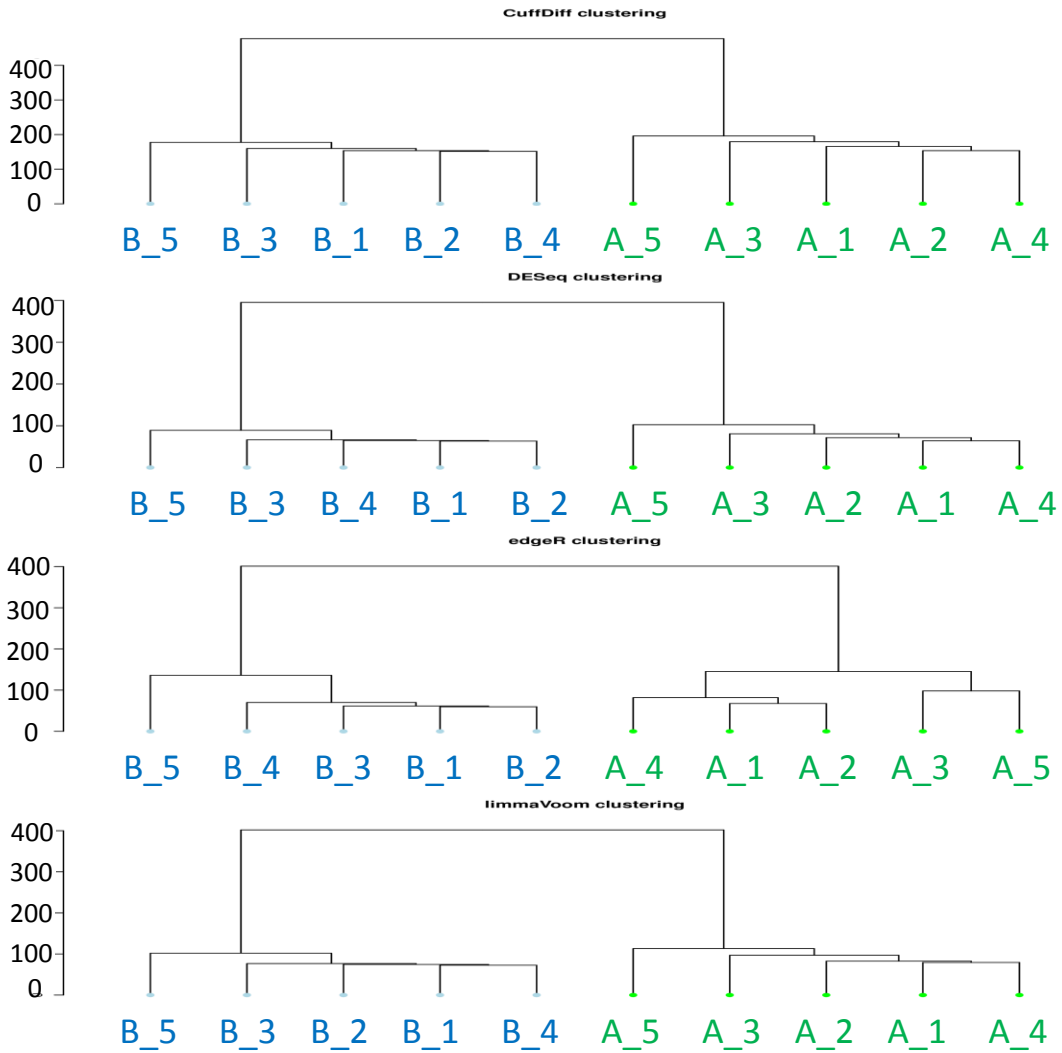 CuffDiff clustering
400
300
200
100
0
B_5 B_3 B_1 B_2 B_4 A_5 A_3 A_1 A_2 A_4
DESeq clustering
400
300
200
100
0
B_5 B_3 B_4 B_1 B_2 A_5 A_3 A_2 A_1 A_4
edgeR clustering
400
300
200
100
0
B_5 B_4 B_3 B_1 B_2 A_4 A_1 A_2 A_3 A_5
limmaVoom clustering
400
300
200
100
0
B_5 B_3 B_2 B_1 B_4 A_5 A_3 A_2 A_1 A_4